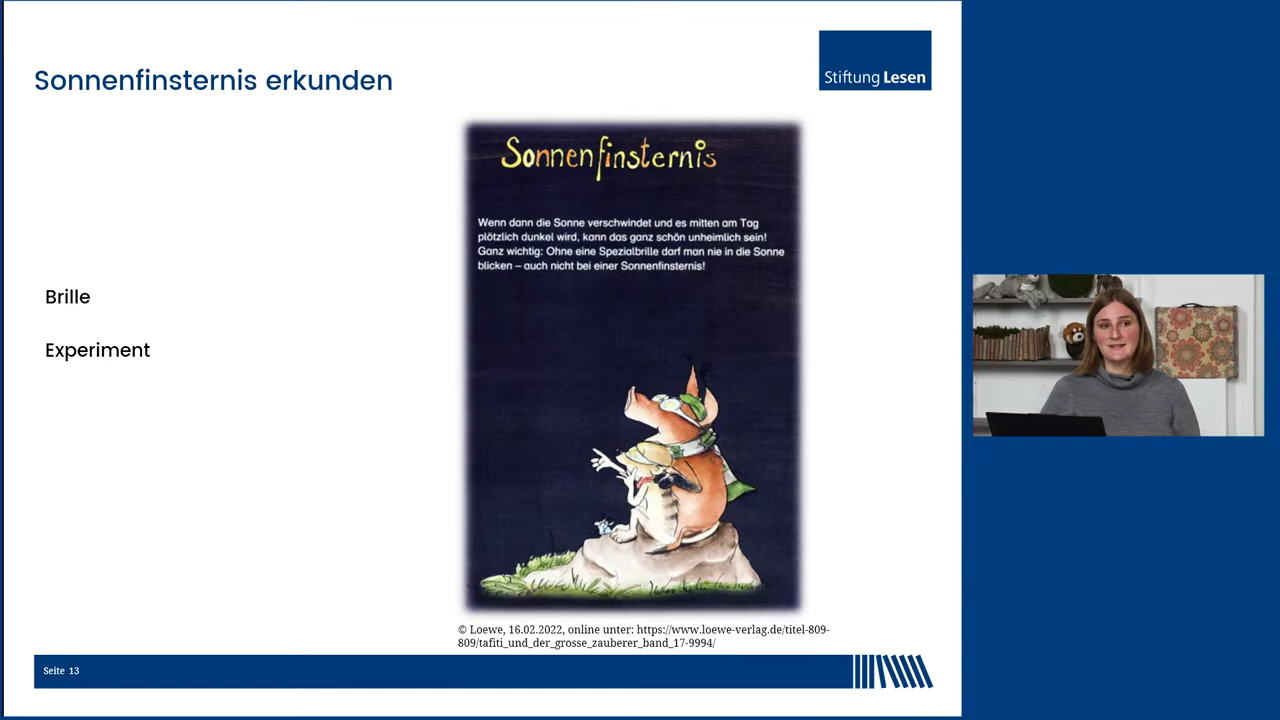 Sonnenfinsternis erkunden
Stiftung Lesen
Sonnenfinsternis
Wenn dann die Sonne verschwindet und es mitten am Tag
plötzlich dunkel wird, kann das ganz schön unheimlich sein!
Ganz wichtig: Ohne eine Spezialbrille darf man nie in die Sonne
blicken – auch nicht bei einer Sonnenfinsternis!
Brille
Experiment
© Loewe, 16.02.2022, online unter: https://www.loewe-verlag.de/titel-809-
809/tafiti_und_der_grosse_zauberer_band_17-9994/
Seite 13